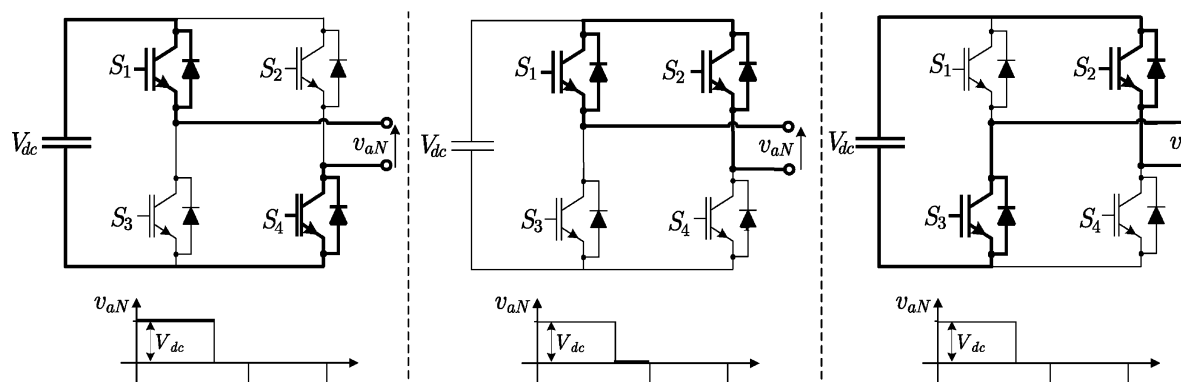 S1 S2
Vdc vaN
S3 S4
vaN
Vdc
S1 S2
Vdc vaN
S3 S4
vaN
Vdc
S1 S2
Vdc v
S3 S4
vaN
Vdc